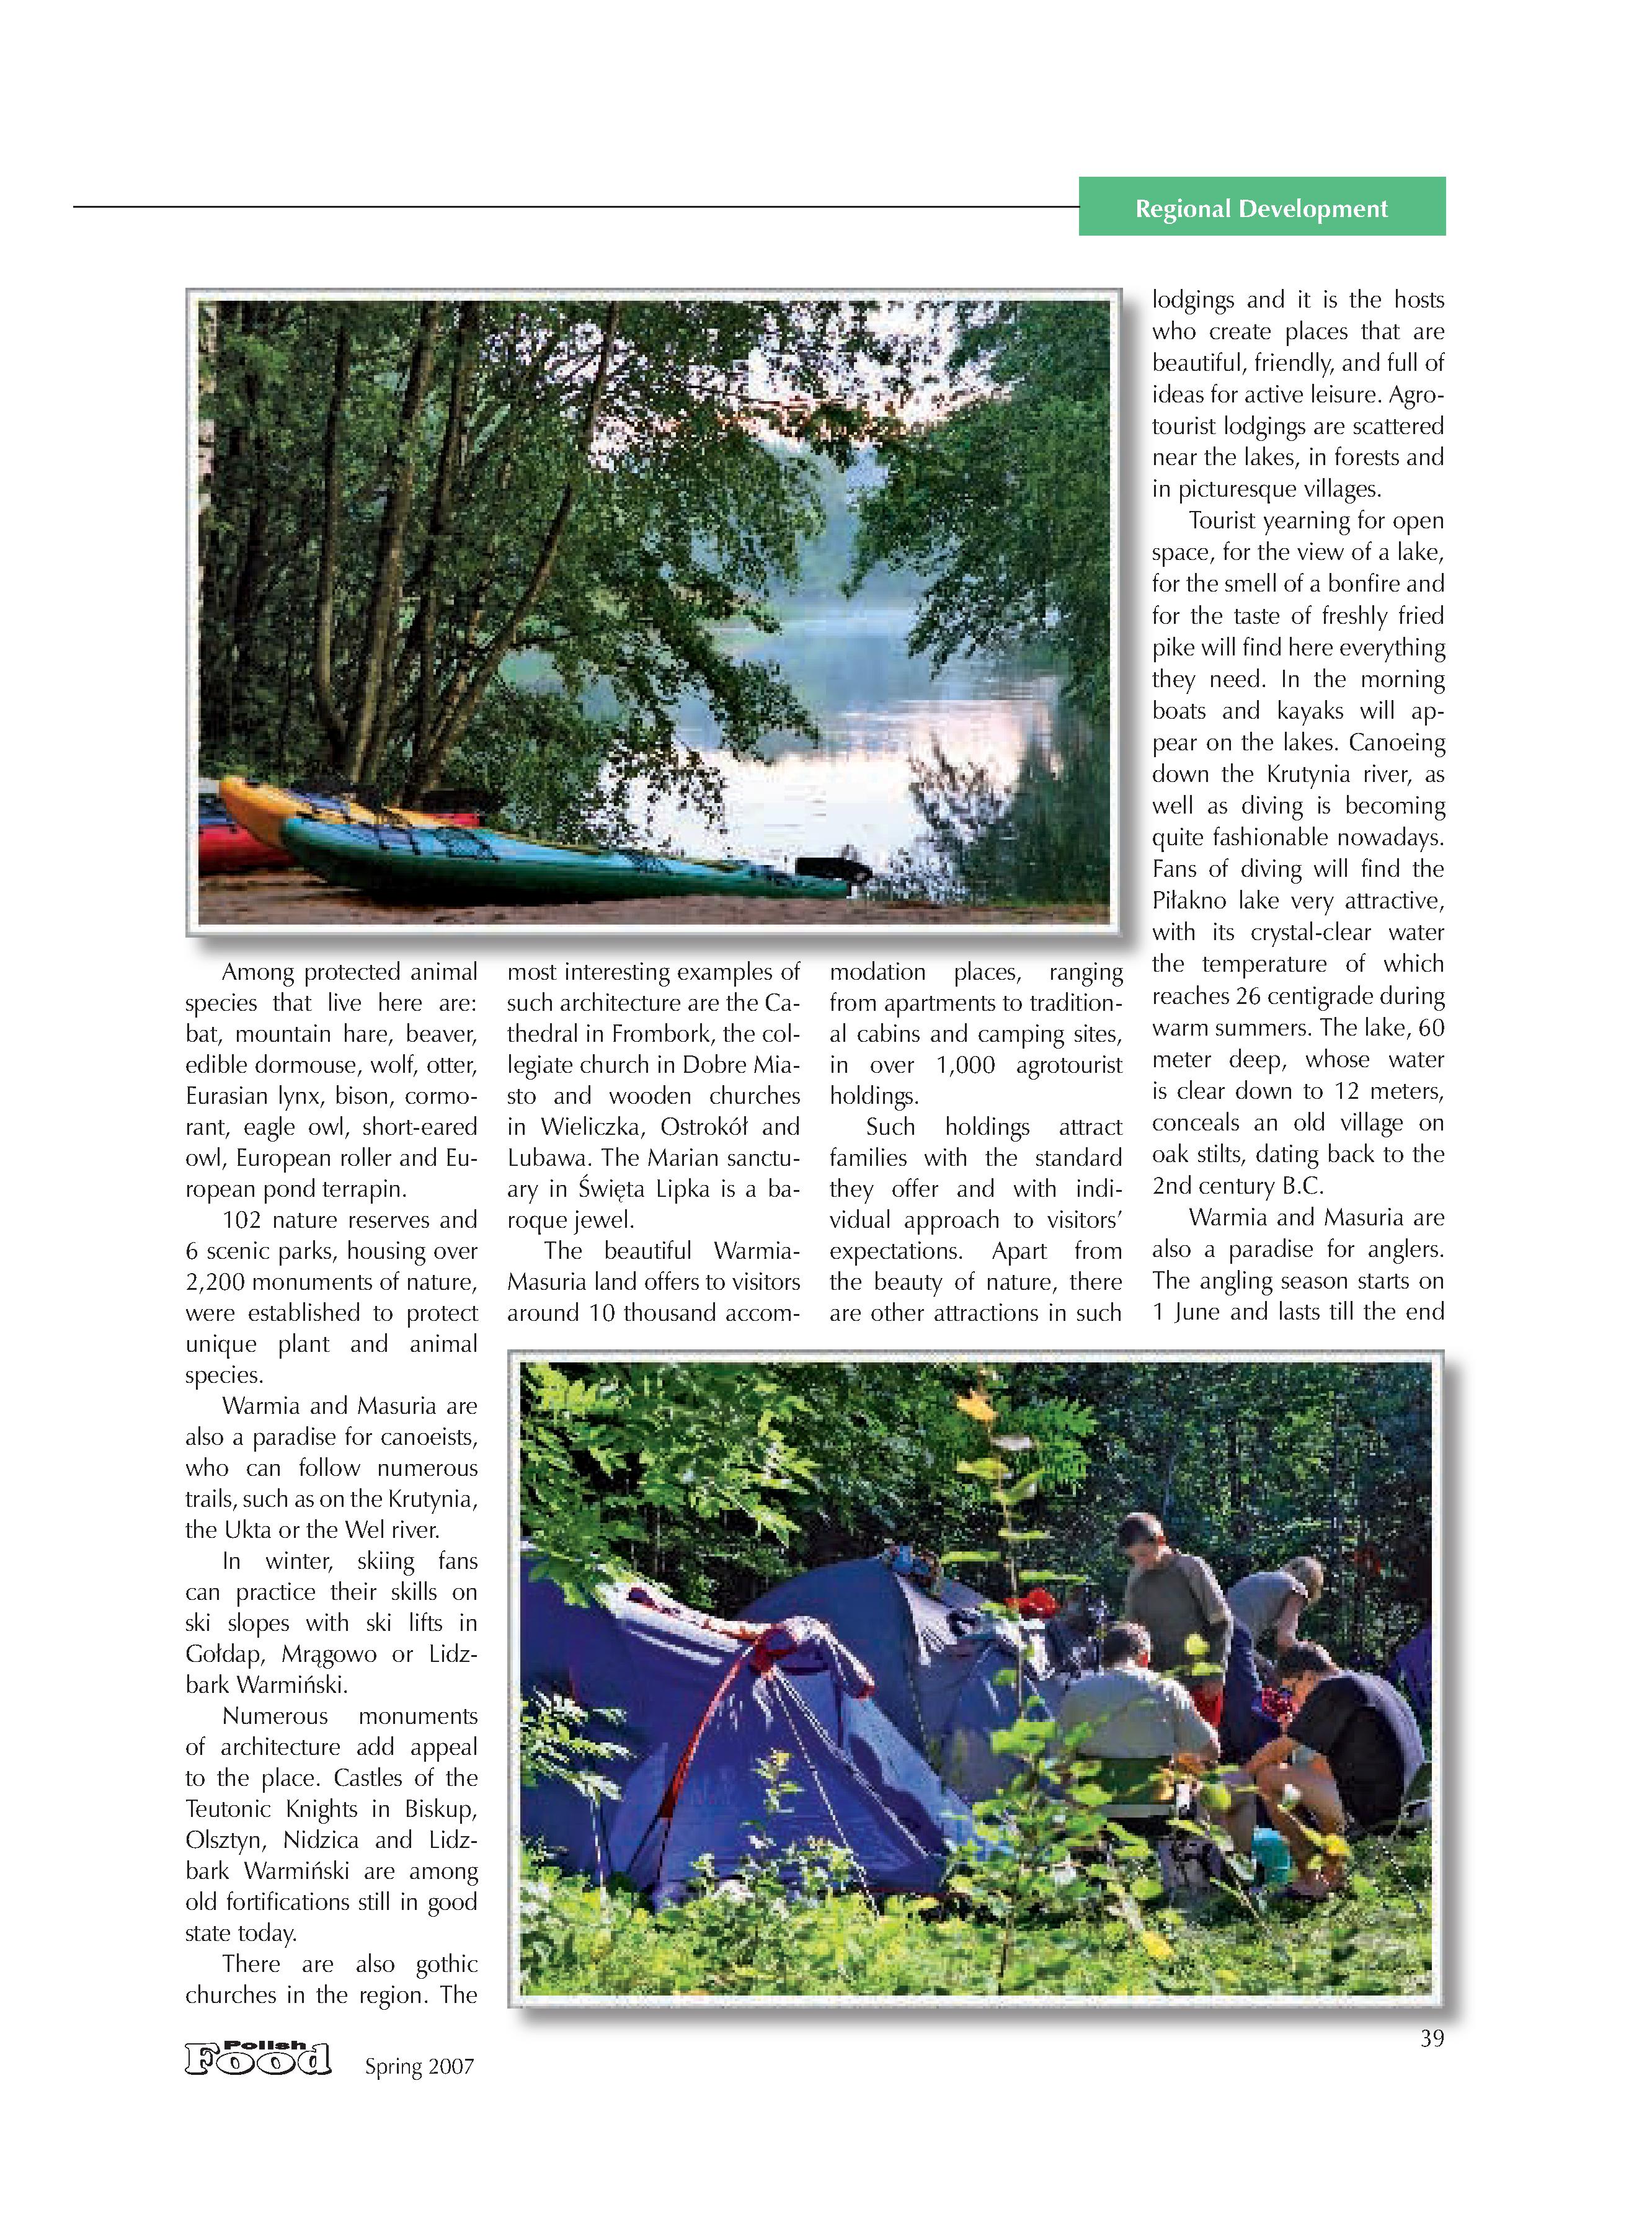 Regional Development
Among protected animal
species that live here are:
bat, mountain hare, beaver,
edible dormouse, wolf, otter,
Eurasian lynx, bison, cormo-
rant, eagle owl, short-eared
owl, European roller and Eu-
ropean pond terrapin.
102 nature reserves and
6 scenic parks, housing over
2,200 monuments of nature,
were established to protect
unique plant and animal
species.
Warmia and Masuria are
also a paradise for canoeists,
who can follow numerous
trails, such as on the Krutynia,
the Ukta or the Wel river.
In winter, skiing fans
can practice their skills on
ski slopes with ski lifts in
Gołdap, Mrągowo or Lidz-
bark Warmiński.
Numerous monuments
of architecture add appeal
to the place. Castles of the
Teutonic Knights in Biskup,
Olsztyn, Nidzica and Lidz-
bark Warmiński are among
old fortifications still in good
state today.
There are also gothic
churches in the region. The
most interesting examples of
such architecture are the Ca-
thedral in Frombork, the col-
legiate church in Dobre Mia-
sto and wooden churches
in Wieliczka, Ostrokół and
Lubawa. The Marian sanctu-
ary in Święta Lipka is a ba-
roque jewel.
The beautiful Warmia-
Masuria land offers to visitors
around 10 thousand accom-
modation places, ranging
from apartments to tradition-
al cabins and camping sites,
in over 1,000 agrotourist
holdings.
Such holdings attract
families with the standard
they offer and with indi-
vidual approach to visitors’
expectations. Apart from
the beauty of nature, there
are other attractions in such
lodgings and it is the hosts
who create places that are
beautiful, friendly, and full of
ideas for active leisure. Agro-
tourist lodgings are scattered
near the lakes, in forests and
in picturesque villages.
Tourist yearning for open
space, for the view of a lake,
for the smell of a bonfire and
for the taste of freshly fried
pike will find here everything
they need. In the morning
boats and kayaks will ap-
pear on the lakes. Canoeing
down the Krutynia river, as
well as diving is becoming
quite fashionable nowadays.
Fans of diving will find the
Piłakno lake very attractive,
with its crystal-clear water
the temperature of which
reaches 26 centigrade during
warm summers. The lake, 60
meter deep, whose water
is clear down to 12 meters,
conceals an old village on
oak stilts, dating back to the
2nd century B.C.
Warmia and Masuria are
also a paradise for anglers.
The angling season starts on
1 June and lasts till the end
Polish
Food
Spring 2007
39